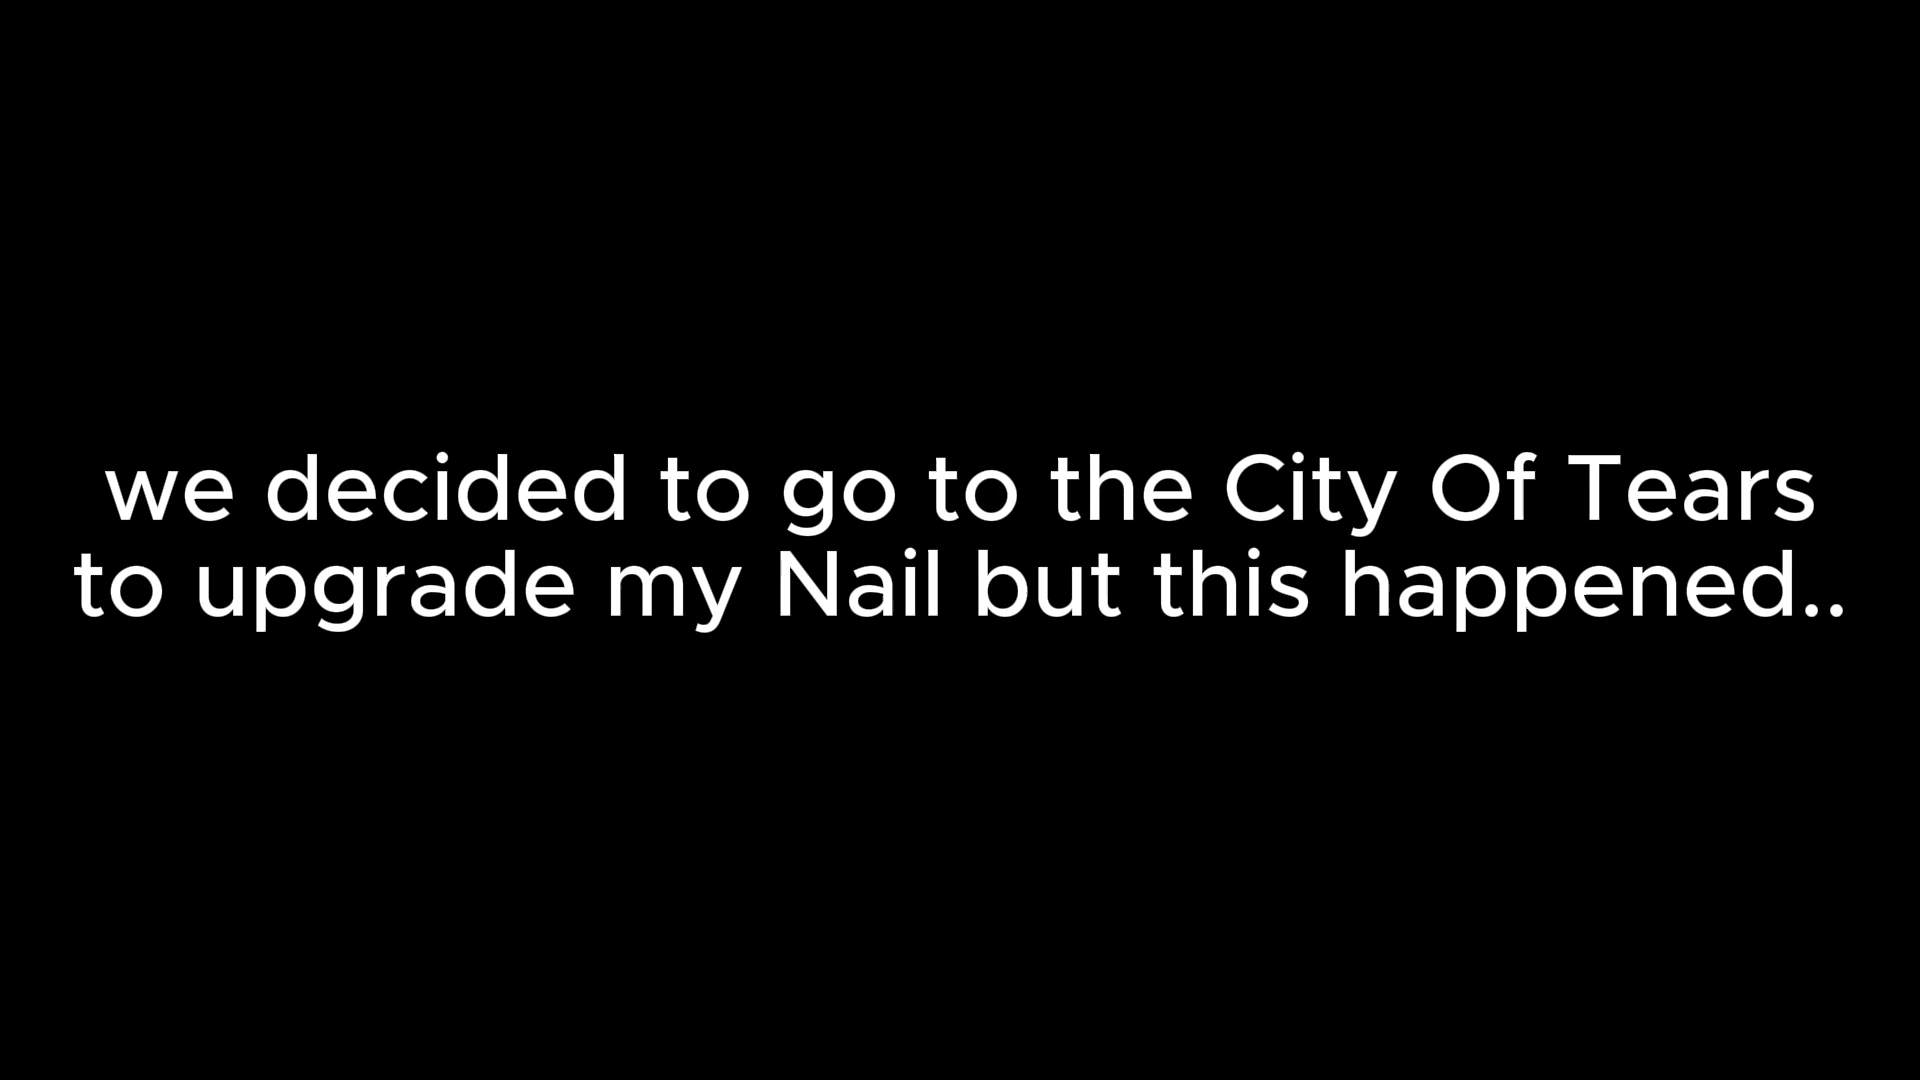 we decided to go to the City Of Tears
to upgrade my Nail but this happened..